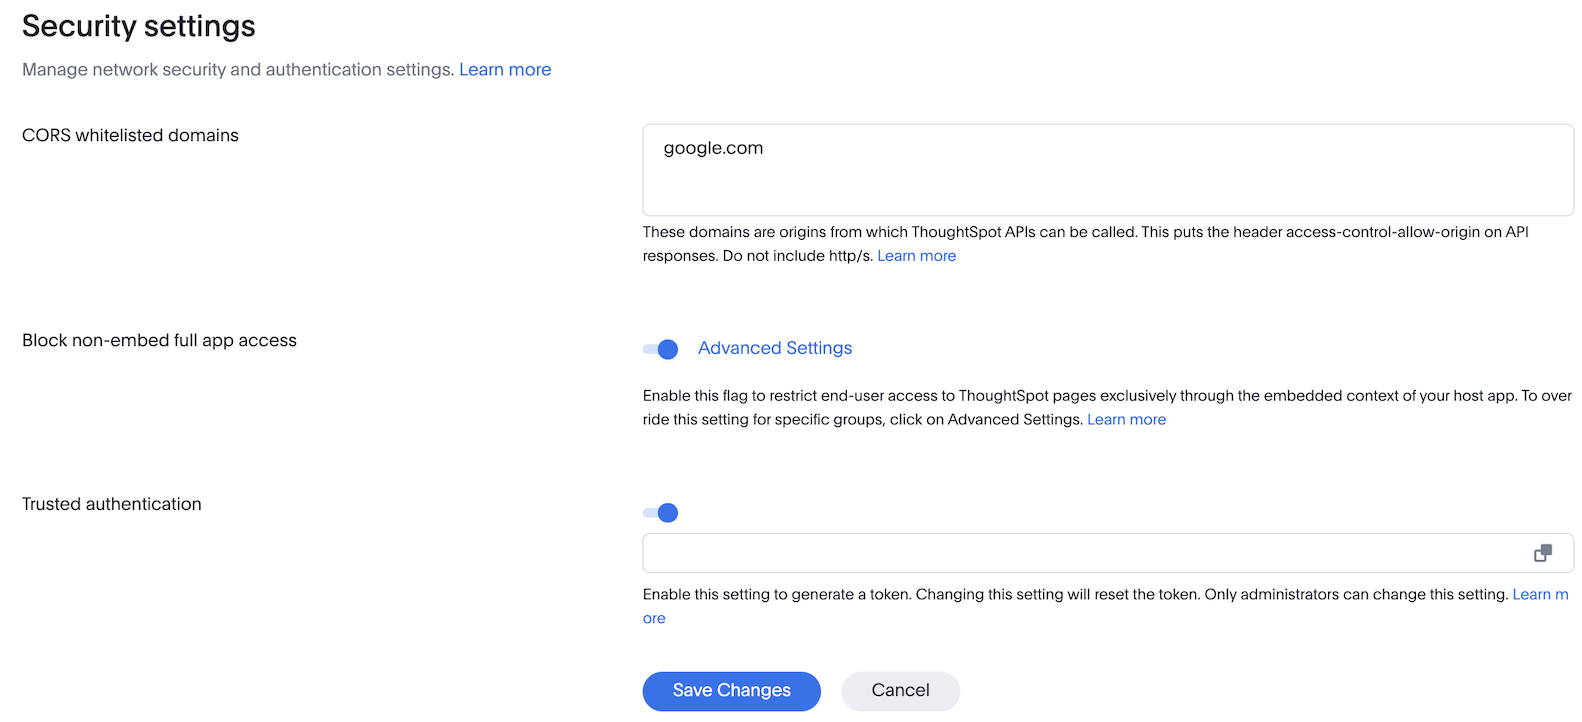 Security settings
Manage network security and authentication settings. Learn more
CORS whitelisted domains
google.com
These domains are origins from which ThoughtSpot APIs can be called. This puts the header access-control-allow-origin on API
responses. Do not include http/s. Learn more
Block non-embed full app access
Advanced Settings
Enable this flag to restrict end-user access to ThoughtSpot pages exclusively through the embedded context of your host app. To over
ride this setting for specific groups, click on Advanced Settings. Learn more
Trusted authentication
Enable this setting to generate a token. Changing this setting will reset the token. Only administrators can change this setting. Learn m
ore
Save Changes
Cancel